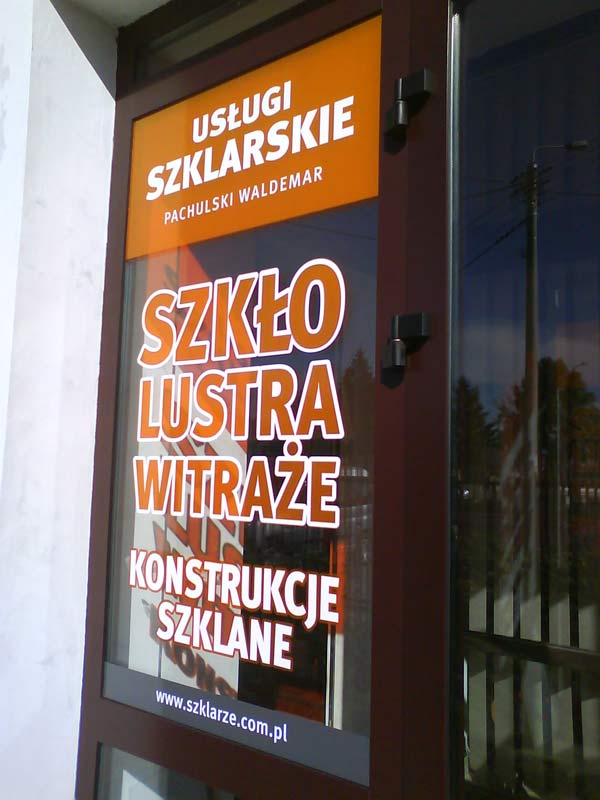 USŁUGI
SZKLARSKIE
PACHULSKI WALDEMAR
SZKŁO
LUSTRA
WITRAŻE
KONSTRUKCJE
SZKLANE
www.szklarze.com.pl